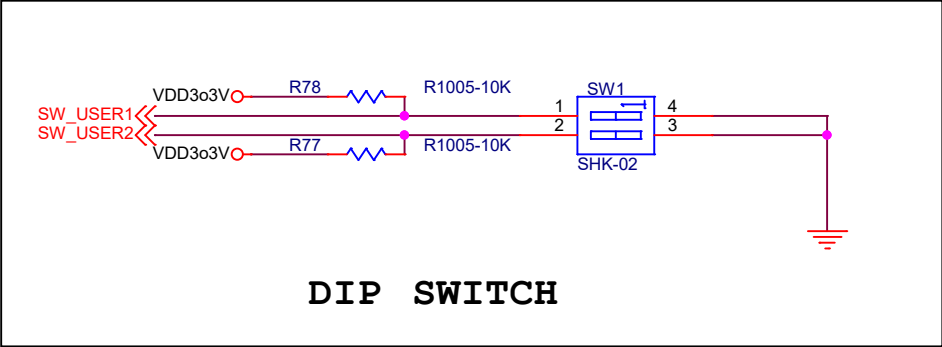 R78 R1005-10K SW1
VDD3o3V
SW_USER1 1 4
SW_USER2 2 3
VDD3o3V R77 R1005-10K
SHK-02
DIP SWITCH